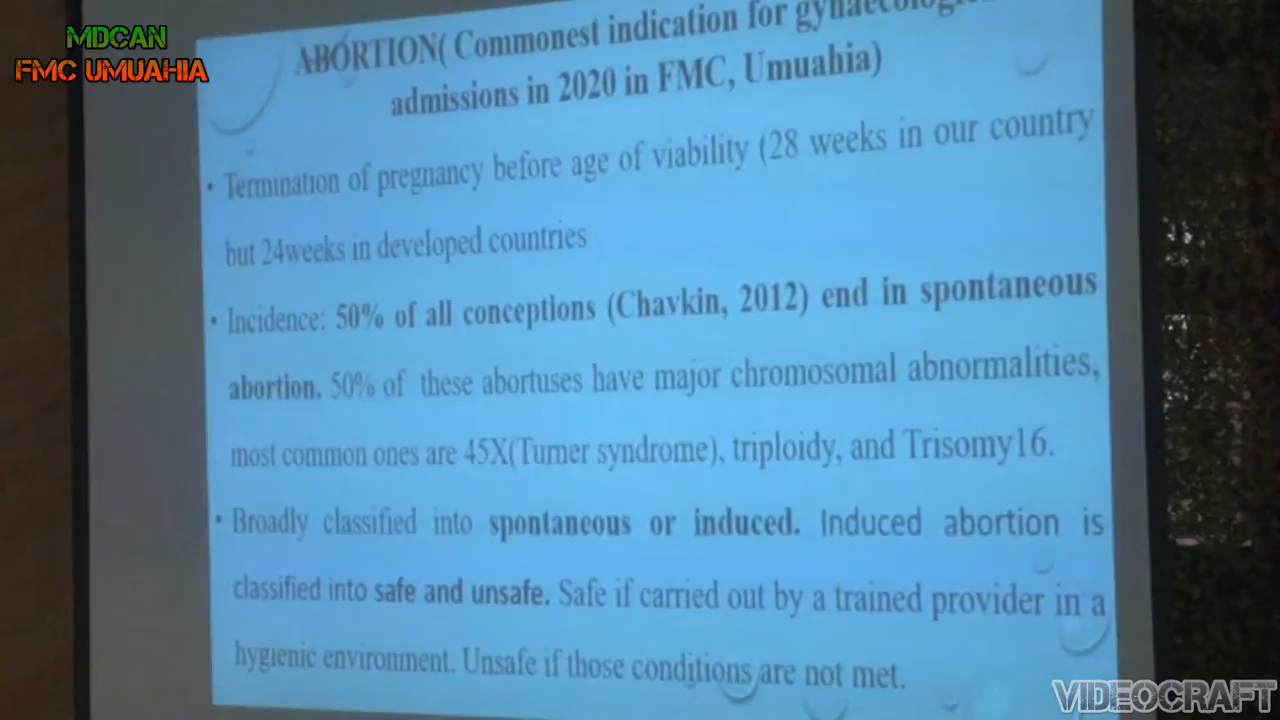 MDCAN
FMC UMUAHIA
ABORTION( Commonest indication for
admissions in 2020 in FMC, Umuahia)
• Termination of pregnancy before age of viability (28 weeks in our country
but 24weeks in developed countries
• Incidence: 50% of all conceptions (Chavkin, 2012) end in spontaneous
abortion. 50% of these abortuses have major chromosomal abnormalities,
most common ones are 45X(Turner syndrome), triploidy, and Trisomy16.
• Broadly classified into spontaneous or induced. Induced abortion is
classified into safe and unsafe. Safe if carried out by a trained provider in a
hygienic environment. Unsafe if those conditions are not met.
VIDEOCRAFT